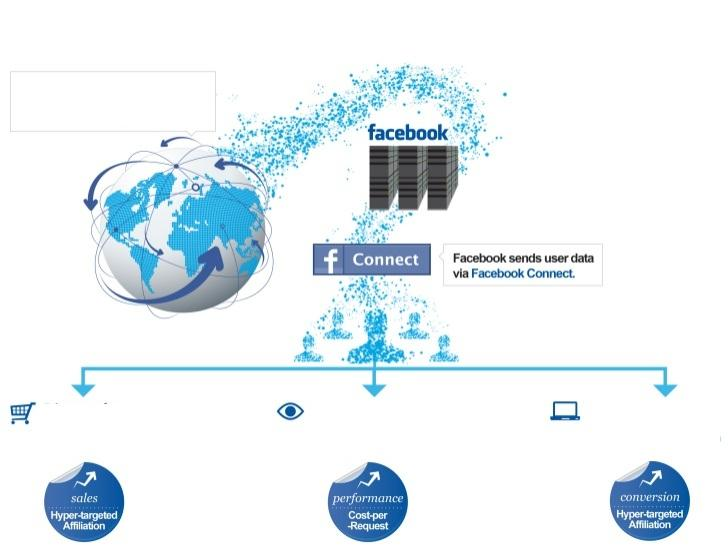 facebook
f Connect
Facebook sends user data
via Facebook Connect.
sales
Hyper-targeted
Affiliation
performance
Cost-per
-Request
conversion
Hyper-targeted
Affiliation